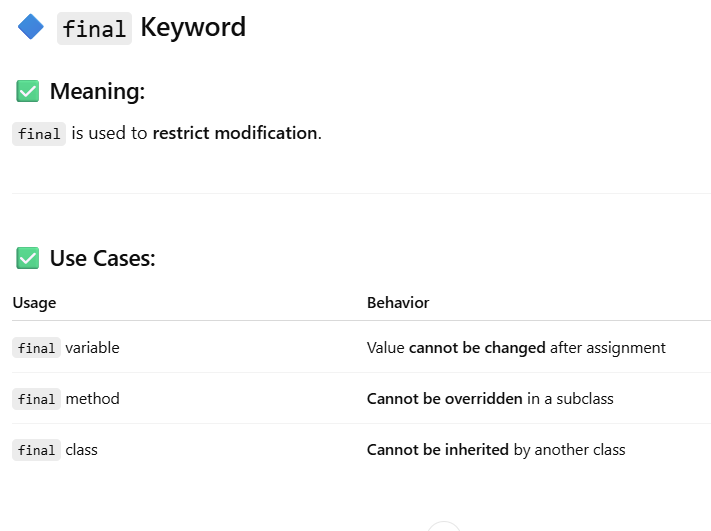 final Keyword
Meaning:
final is used to restrict modification.
Use Cases:
Usage Behavior
final variable Value cannot be changed after assignment
final method Cannot be overridden in a subclass
final class Cannot be inherited by another class